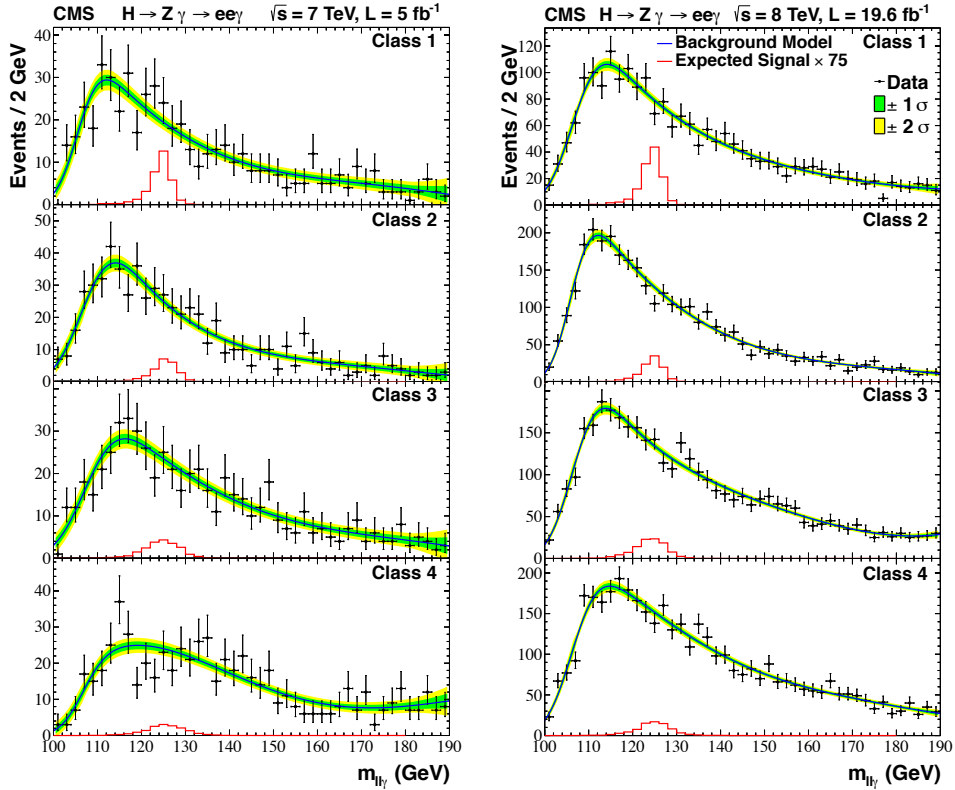 CMS H → Z γ → eeγ √s = 7 TeV, L = 5 fb⁻¹
Events / 2 GeV
Class 1
40
30
20
10
0
Class 2
50
40
30
20
10
0
Class 3
30
20
10
0
Class 4
40
30
20
10
0
100 110 120 130 140 150 160 170 180 190
m_llγ (GeV)
CMS H → Z γ → eeγ √s = 8 TeV, L = 19.6 fb⁻¹
Events / 2 GeV
Class 1
Background Model
Expected Signal × 75
Data
± 1 σ
± 2 σ
120
100
80
60
40
20
0
Class 2
200
100
0
Class 3
200
150
100
50
0
Class 4
200
150
100
50
0
100 110 120 130 140 150 160 170 180 190
m_llγ (GeV)